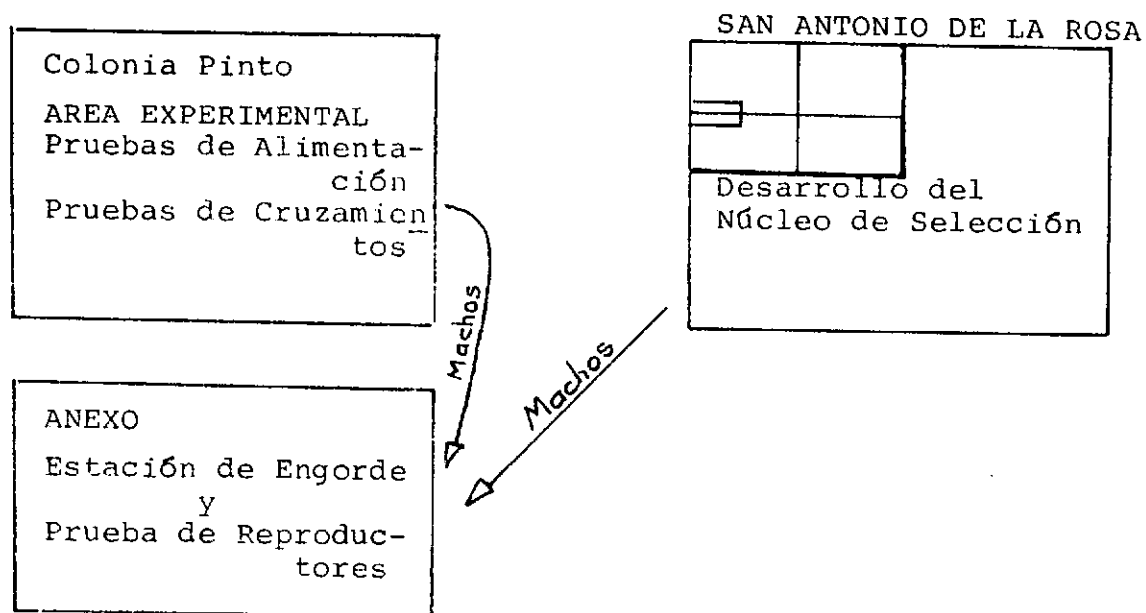 Colonia Pinto
AREA EXPERIMENTAL
Pruebas de Alimenta-
ción
Pruebas de Cruzamien
tos
Machos
ANEXO
Estación de Engorde
y
Prueba de Reproduc-
tores
SAN ANTONIO DE LA ROSA
Desarrollo del
Núcleo de Selección
Machos